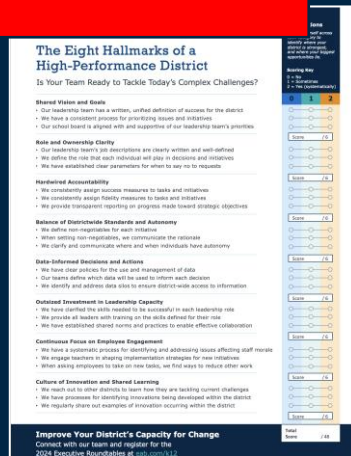 ions
self across
identify where your
district is strongest,
and where your biggest
opportunities lie.
Scoring Key
0 = No
1 = Sometimes
2 = Yes (systematically)
The Eight Hallmarks of a
High-Performance District
Is Your Team Ready to Tackle Today's Complex Challenges?
0 1 2
Shared Vision and Goals
• Our leadership team has a written, unified definition of success for the district
• We have a consistent process for prioritizing issues and initiatives
• Our school board is aligned with and supportive of our leadership team's priorities
Score /6
Role and Ownership Clarity
• Our leadership team's job descriptions are clearly written and well-defined
• We define the role that each individual will play in decisions and initiatives
• We have established clear parameters for when to say no to requests
Score /6
Hardwired Accountability
• We consistently assign success measures to tasks and initiatives
• We consistently assign fidelity measures to tasks and initiatives
• We provide transparent reporting on progress made toward strategic objectives
Score /6
Balance of Districtwide Standards and Autonomy
• We define non-negotiables for each initiative
• When setting non-negotiables, we communicate the rationale
• We clarify and communicate where and when individuals have autonomy
Score /6
Data-Informed Decisions and Actions
• We have clear policies for the use and management of data
• Our teams define which data will be used to inform each decision
• We identify and address data silos to ensure district-wide access to information
Score /6
Outsized Investment in Leadership Capacity
• We have clarified the skills needed to be successful in each leadership role
• We provide all leaders with training on the skills defined for their role
• We have established shared norms and practices to enable effective collaboration
Score /6
Continuous Focus on Employee Engagement
• We have a systematic process for identifying and addressing issues affecting staff morale
• We engage teachers in shaping implementation strategies for new initiatives
• When asking employees to take on new tasks, we find ways to reduce other work
Score /6
Culture of Innovation and Shared Learning
• We reach out to other districts to learn how they are tackling current challenges
• We have processes for identifying innovations being developed within the district
• We regularly share out examples of innovation occurring within the district
Score /6
Improve Your District's Capacity for Change
Connect with our team and register for the
2024 Executive Roundtables at eab.com/k12
Total
Score /48